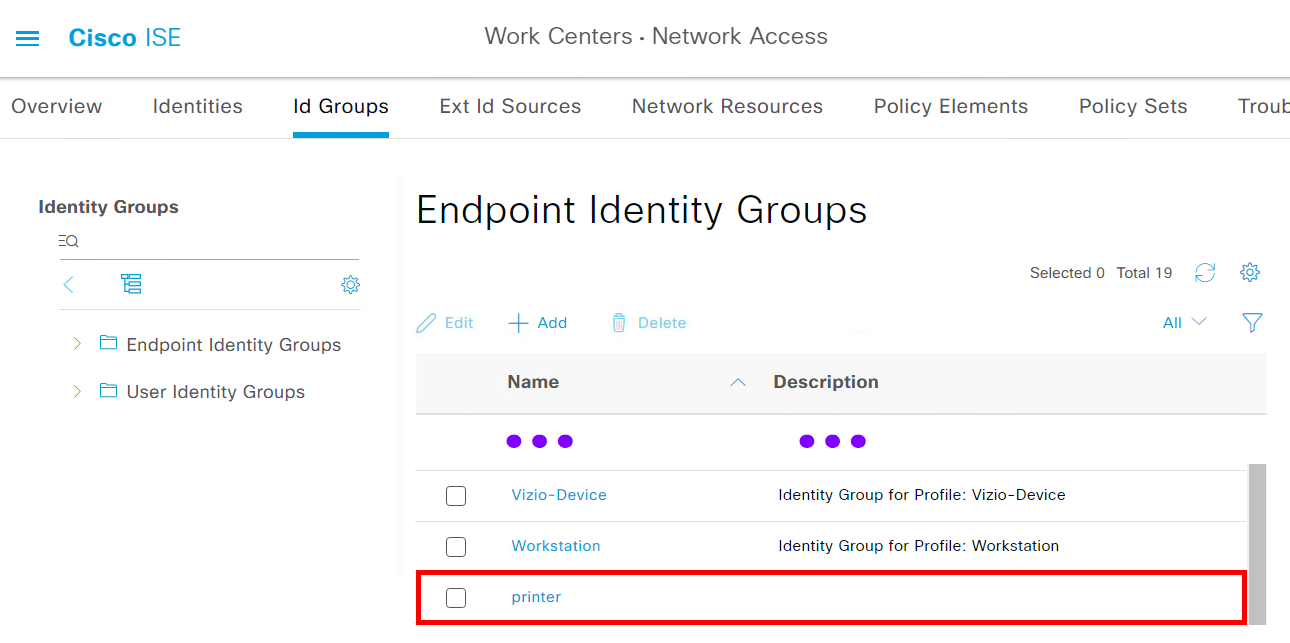 Cisco ISE
Work Centers · Network Access
Overview Identities Id Groups Ext Id Sources Network Resources Policy Elements Policy Sets Troub
Identity Groups
Endpoint Identity Groups
User Identity Groups
Endpoint Identity Groups
Selected 0 Total 19
Edit Add Delete All
Name Description
Vizio-Device Identity Group for Profile: Vizio-Device
Workstation Identity Group for Profile: Workstation
printer